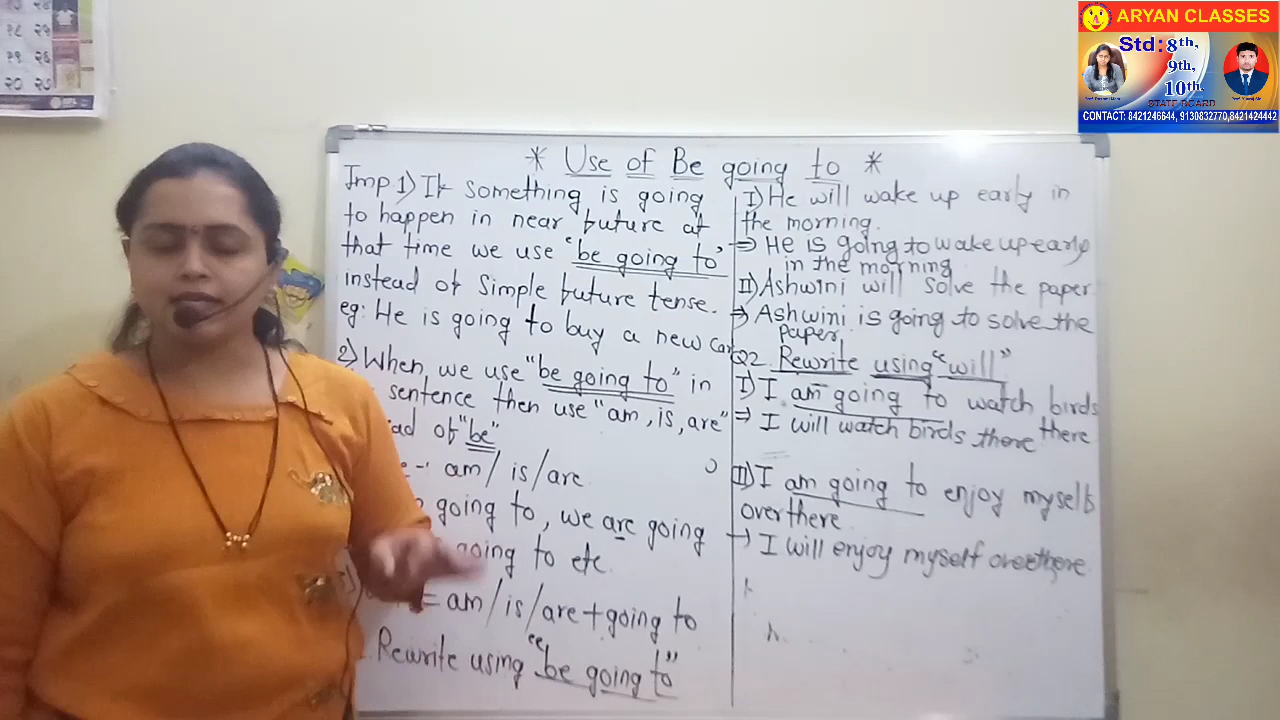 ARYAN CLASSES
Std: 8th,
9th,
10th,
STATE BOARD
CONTACT: 8421246644, 9130832770,8421424442
* Use of Be going to *
Imp 1) If something is going
to happen in near future at
that time we use "be going to"
instead of Simple future tense.
eg: He is going to buy a new car
2) When we use "be going to" in
sentence then use "am, is, are"
of "be"
am/ is/are
going to, we are going
going to etc.
= am/is/are + going to
Rewrite using "be going to"
I) He will wake up early in
the morning.
⇒ He is going to wake up early
in the morning
II) Ashwini will solve the paper
→ Ashwini is going to solve the
paper
Q2. Rewrite using "will"
I) I am going to watch birds
there
⇒ I will watch birds there
II) I am going to enjoy myself
overthere.
→ I will enjoy myself overthere
१८ २५
१९ २६
२० २७